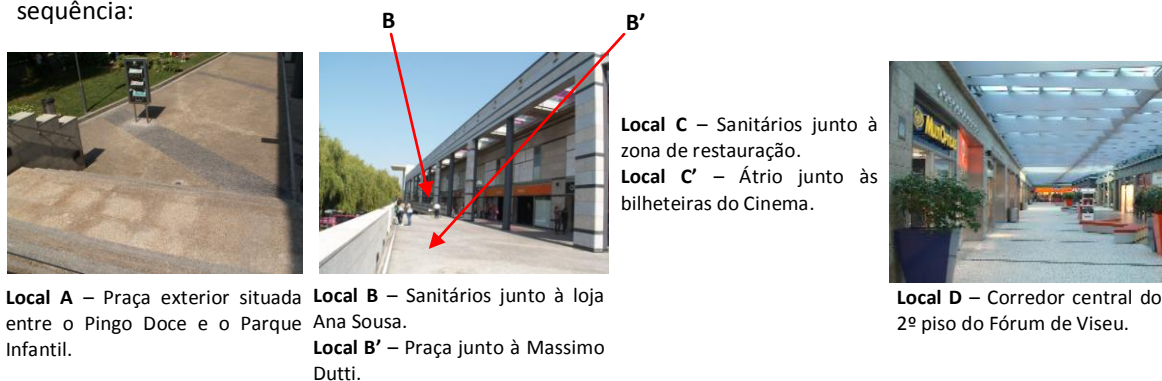 sequência:
B
B’
Local A – Praça exterior situada
entre o Pingo Doce e o Parque
Infantil.
Local B – Sanitários junto à loja
Ana Sousa.
Local B’ – Praça junto à Massimo
Dutti.
Local C – Sanitários junto à
zona de restauração.
Local C’ – Átrio junto às
bilheteiras do Cinema.
Local D – Corredor central do
2º piso do Fórum de Viseu.